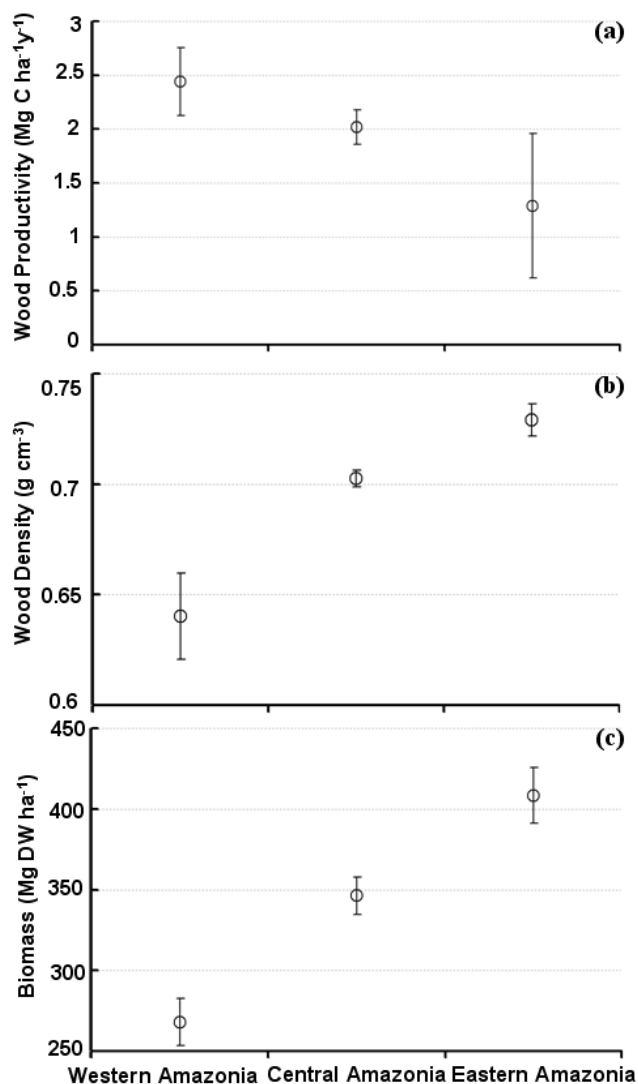 (a)
Wood Productivity (Mg C ha⁻¹y⁻¹)
3
2.5
2
1.5
1
0.5
0
(b)
Wood Density (g cm⁻³)
0.75
0.7
0.65
0.6
(c)
Biomass (Mg DW ha⁻¹)
450
400
350
300
250
Western Amazonia Central Amazonia Eastern Amazonia